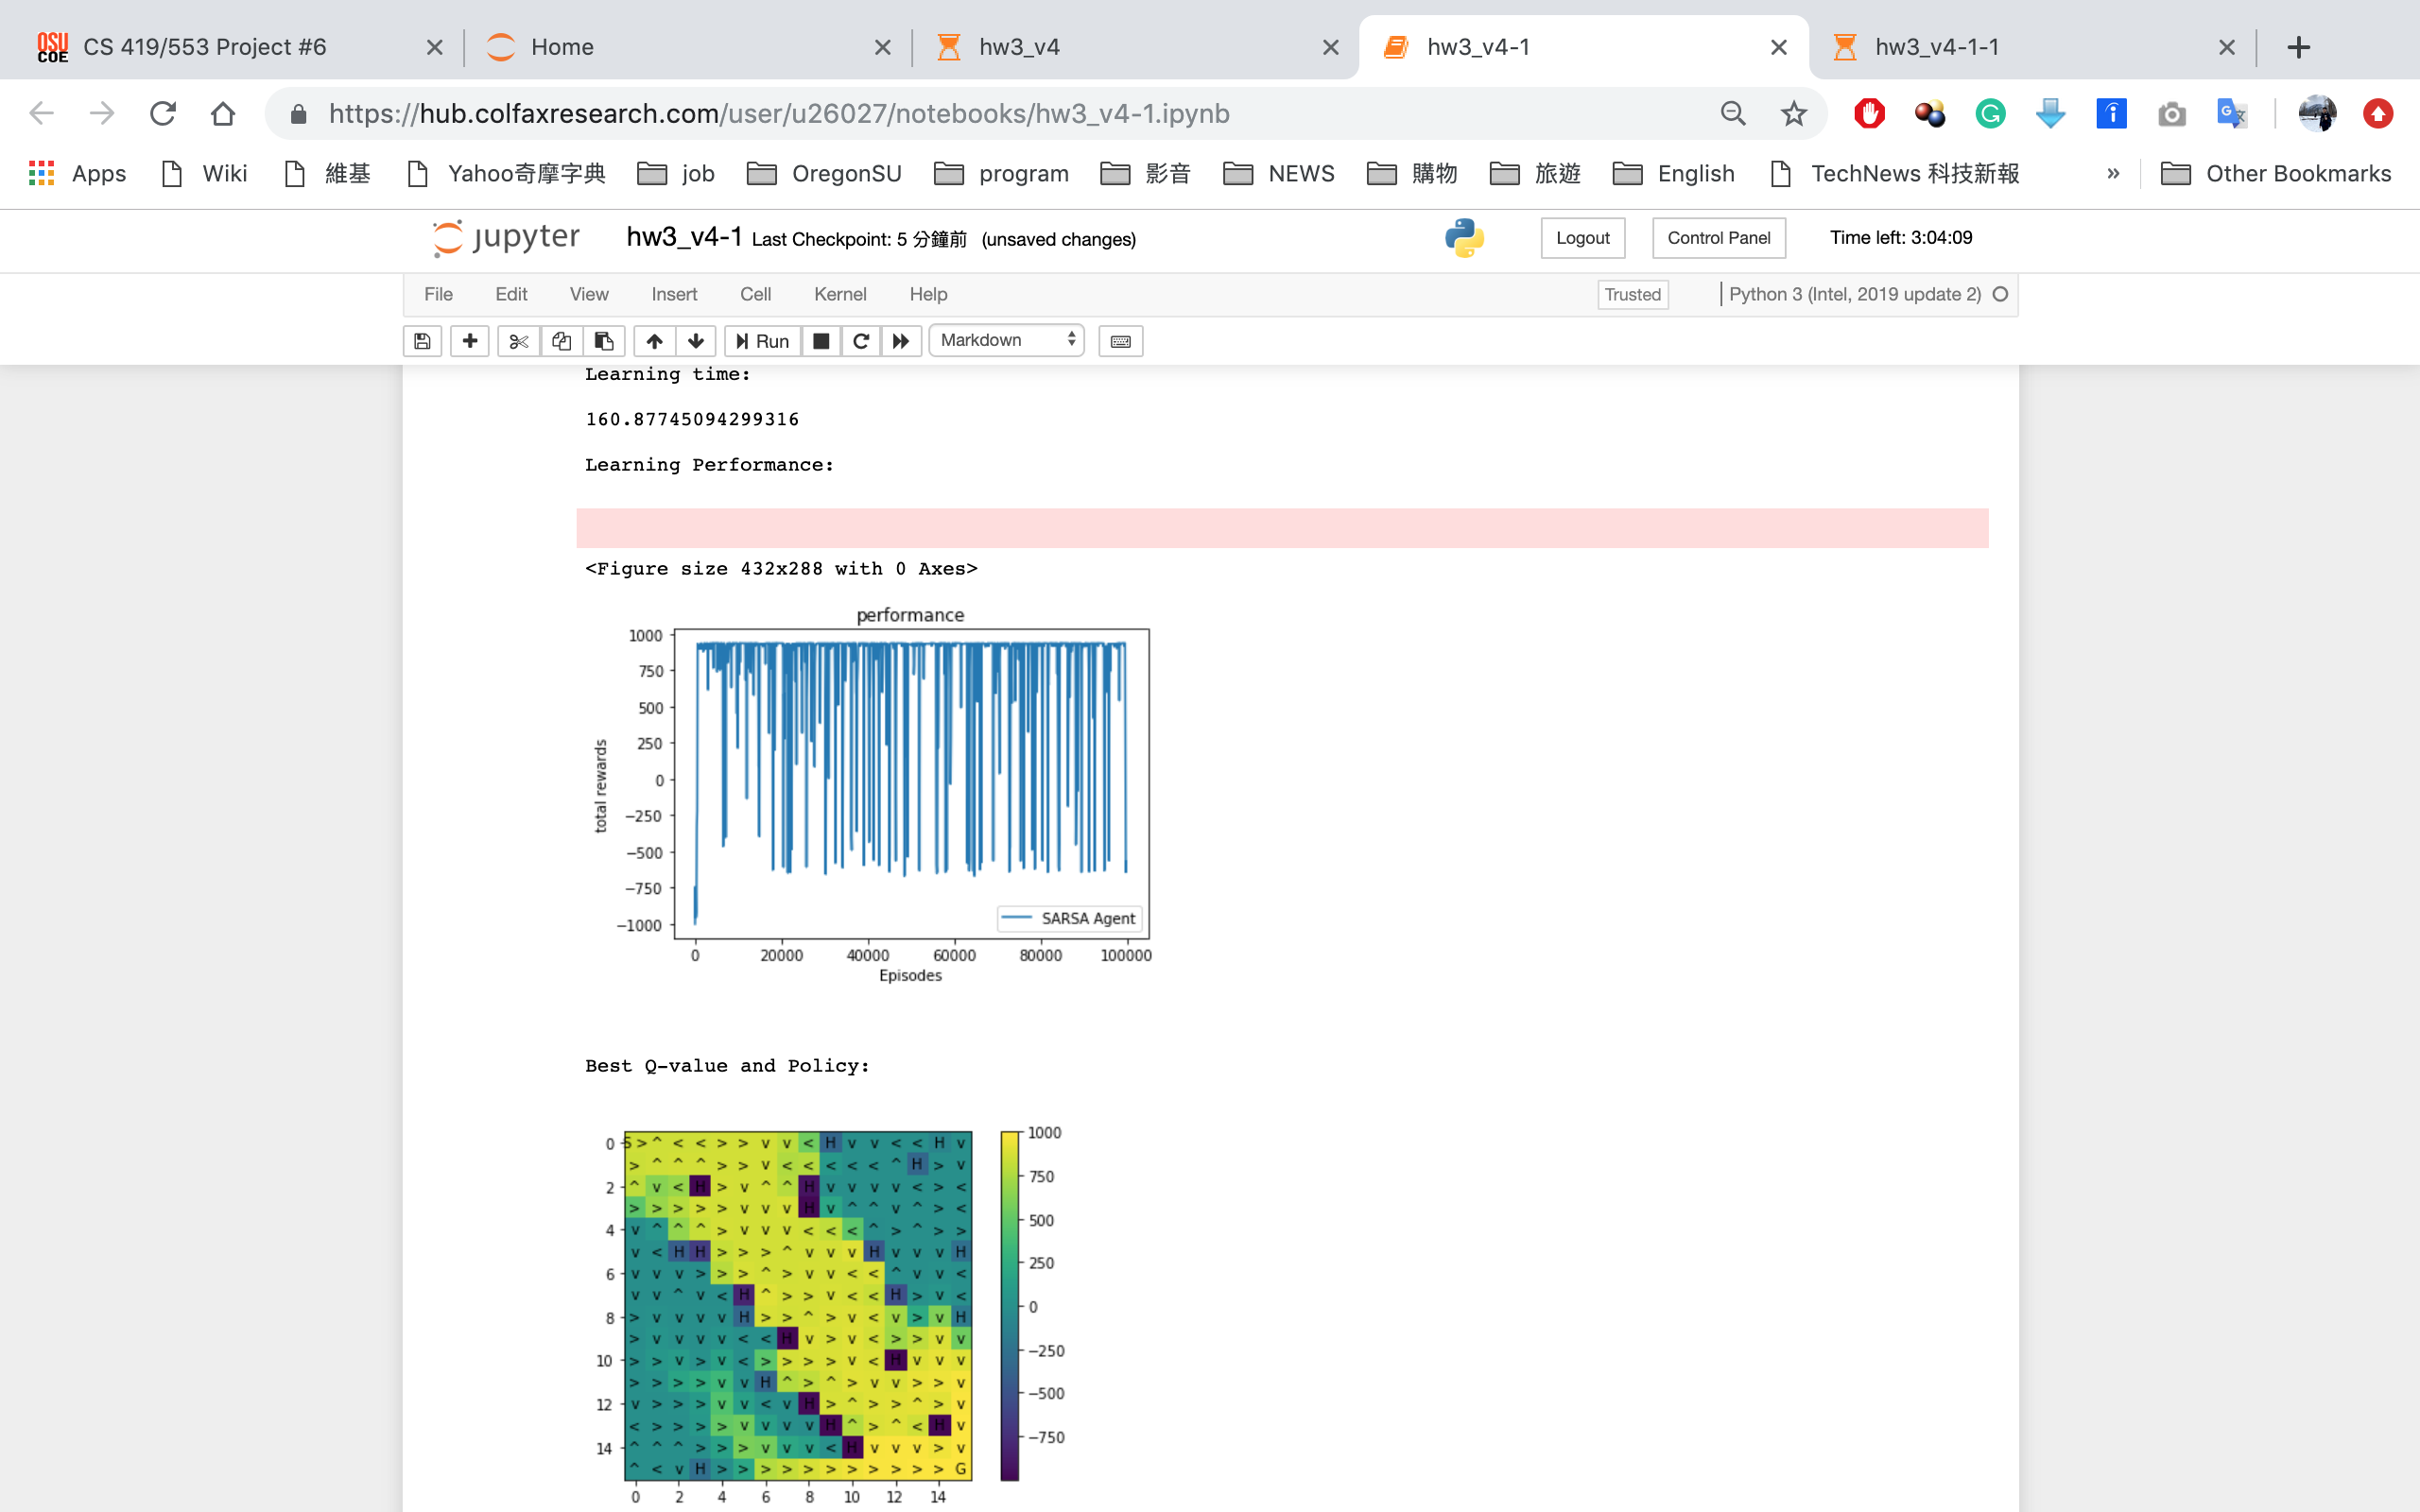 OSU COE CS 419/553 Project #6
Home
hw3_v4
hw3_v4-1
hw3_v4-1-1
https://hub.colfaxresearch.com/user/u26027/notebooks/hw3_v4-1.ipynb
Apps Wiki 維基 Yahoo奇摩字典 job OregonSU program 影音 NEWS 購物 旅遊 English TechNews 科技新報 » Other Bookmarks
jupyter hw3_v4-1 Last Checkpoint: 5 分鐘前 (unsaved changes) Logout Control Panel Time left: 3:04:09
File Edit View Insert Cell Kernel Help Trusted Python 3 (Intel, 2019 update 2)
Run Markdown
Learning time:
160.87745094299316
Learning Performance:
<Figure size 432x288 with 0 Axes>
performance
1000
750
500
250
0
−250
−500
−750
−1000
total rewards
SARSA Agent
0 20000 40000 60000 80000 100000
Episodes
Best Q-value and Policy:
0 S > ^ < < > > v v < H v v < < H v
> ^ ^ ^ > > v < < < < < ^ H > v
2 ^ v < H > v ^ ^ H v v v v < > <
> > > > > v v v H v ^ ^ v ^ > <
4 v ^ ^ ^ > v v v < < < ^ > ^ > >
v < H H > > > ^ v v v H v v v H
6 v v v > > > ^ > v v < < ^ v v <
v v ^ v < H ^ > > v < < H > v <
8 > v v v v H > > ^ > v < v > v H
> v v v v < < H v > v < > > v v
10 > > v > v < > > > > v < H v v v
> > > > v v H ^ > ^ > v v > > v
12 v > > > v v < v H > ^ > > ^ > v
< > > > > v v v v H ^ > ^ < H v
14 ^ ^ ^ > > > v v v < H v v v > v
^ < v H > > > > > > > > > > > G
0 2 4 6 8 10 12 14
1000
750
500
250
0
−250
−500
−750